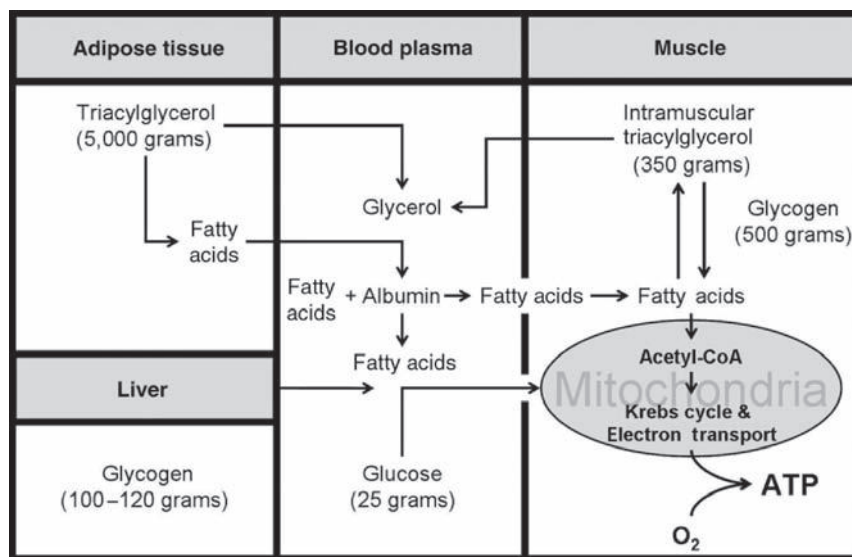 Adipose tissue
Blood plasma
Muscle
Triacylglycerol
(5,000 grams)
Fatty
acids
Glycerol
Fatty
acids
+ Albumin
Fatty acids
Fatty acids
Intramuscular
triacylglycerol
(350 grams)
Glycogen
(500 grams)
Fatty acids
Liver
Glycogen
(100–120 grams)
Glucose
(25 grams)
Mitochondria
Acetyl-CoA
Krebs cycle &
Electron transport
ATP
O2